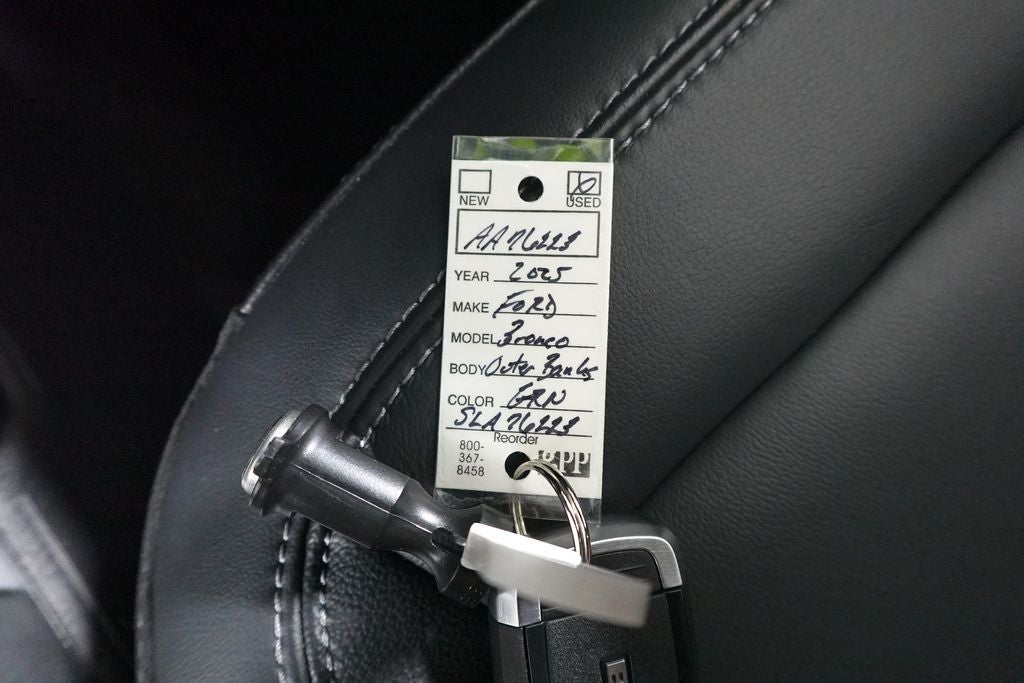 NEW USED
AA76223
YEAR 2025
MAKE FORD
MODEL Bronco
BODY Outer Banks
COLOR GRN
SLA76223
Reorder
800-
367-
8458